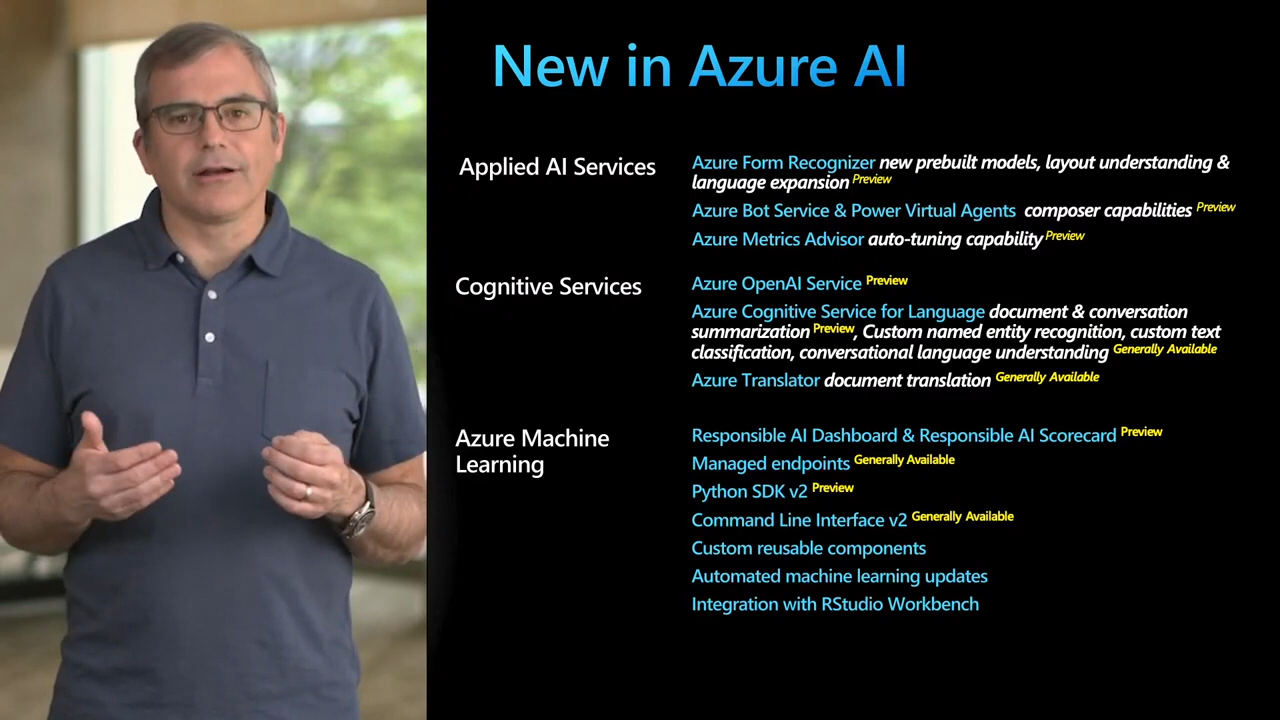 New in Azure AI
Applied AI Services
Azure Form Recognizer new prebuilt models, layout understanding &
language expansion Preview
Azure Bot Service & Power Virtual Agents composer capabilities Preview
Azure Metrics Advisor auto-tuning capability Preview
Cognitive Services
Azure OpenAI Service Preview
Azure Cognitive Service for Language document & conversation
summarization Preview, Custom named entity recognition, custom text
classification, conversational language understanding Generally Available
Azure Translator document translation Generally Available
Azure Machine
Learning
Responsible AI Dashboard & Responsible AI Scorecard Preview
Managed endpoints Generally Available
Python SDK v2 Preview
Command Line Interface v2 Generally Available
Custom reusable components
Automated machine learning updates
Integration with RStudio Workbench